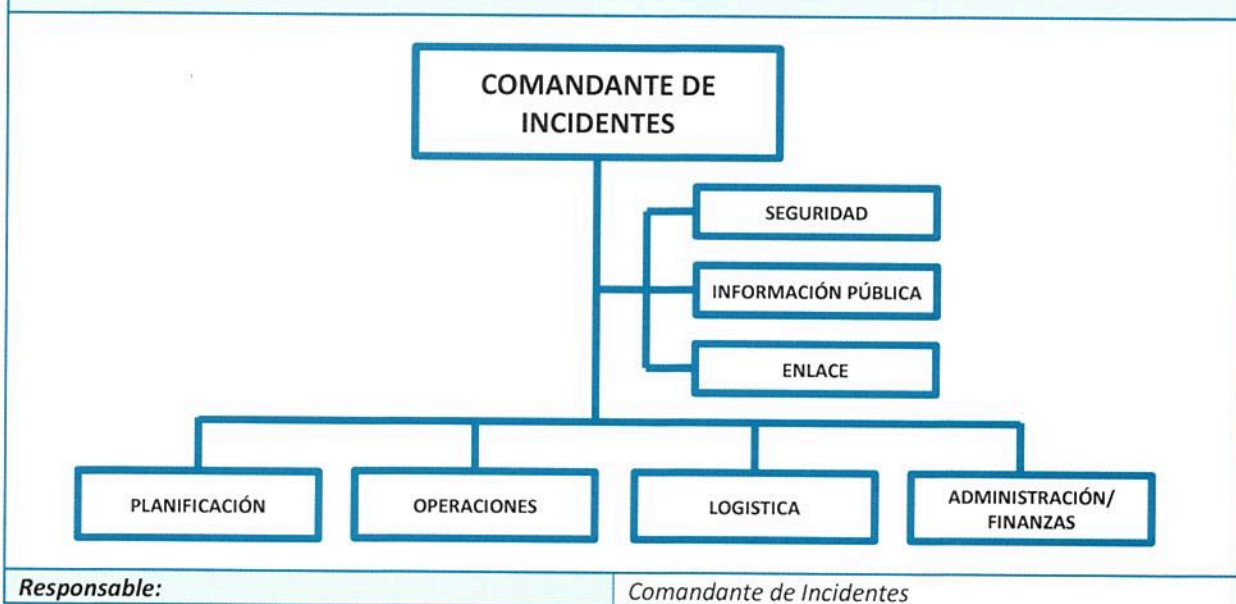 COMANDANTE DE
INCIDENTES
SEGURIDAD
INFORMACIÓN PÚBLICA
ENLACE
PLANIFICACIÓN
OPERACIONES
LOGISTICA
ADMINISTRACIÓN/
FINANZAS
Responsable:
Comandante de Incidentes